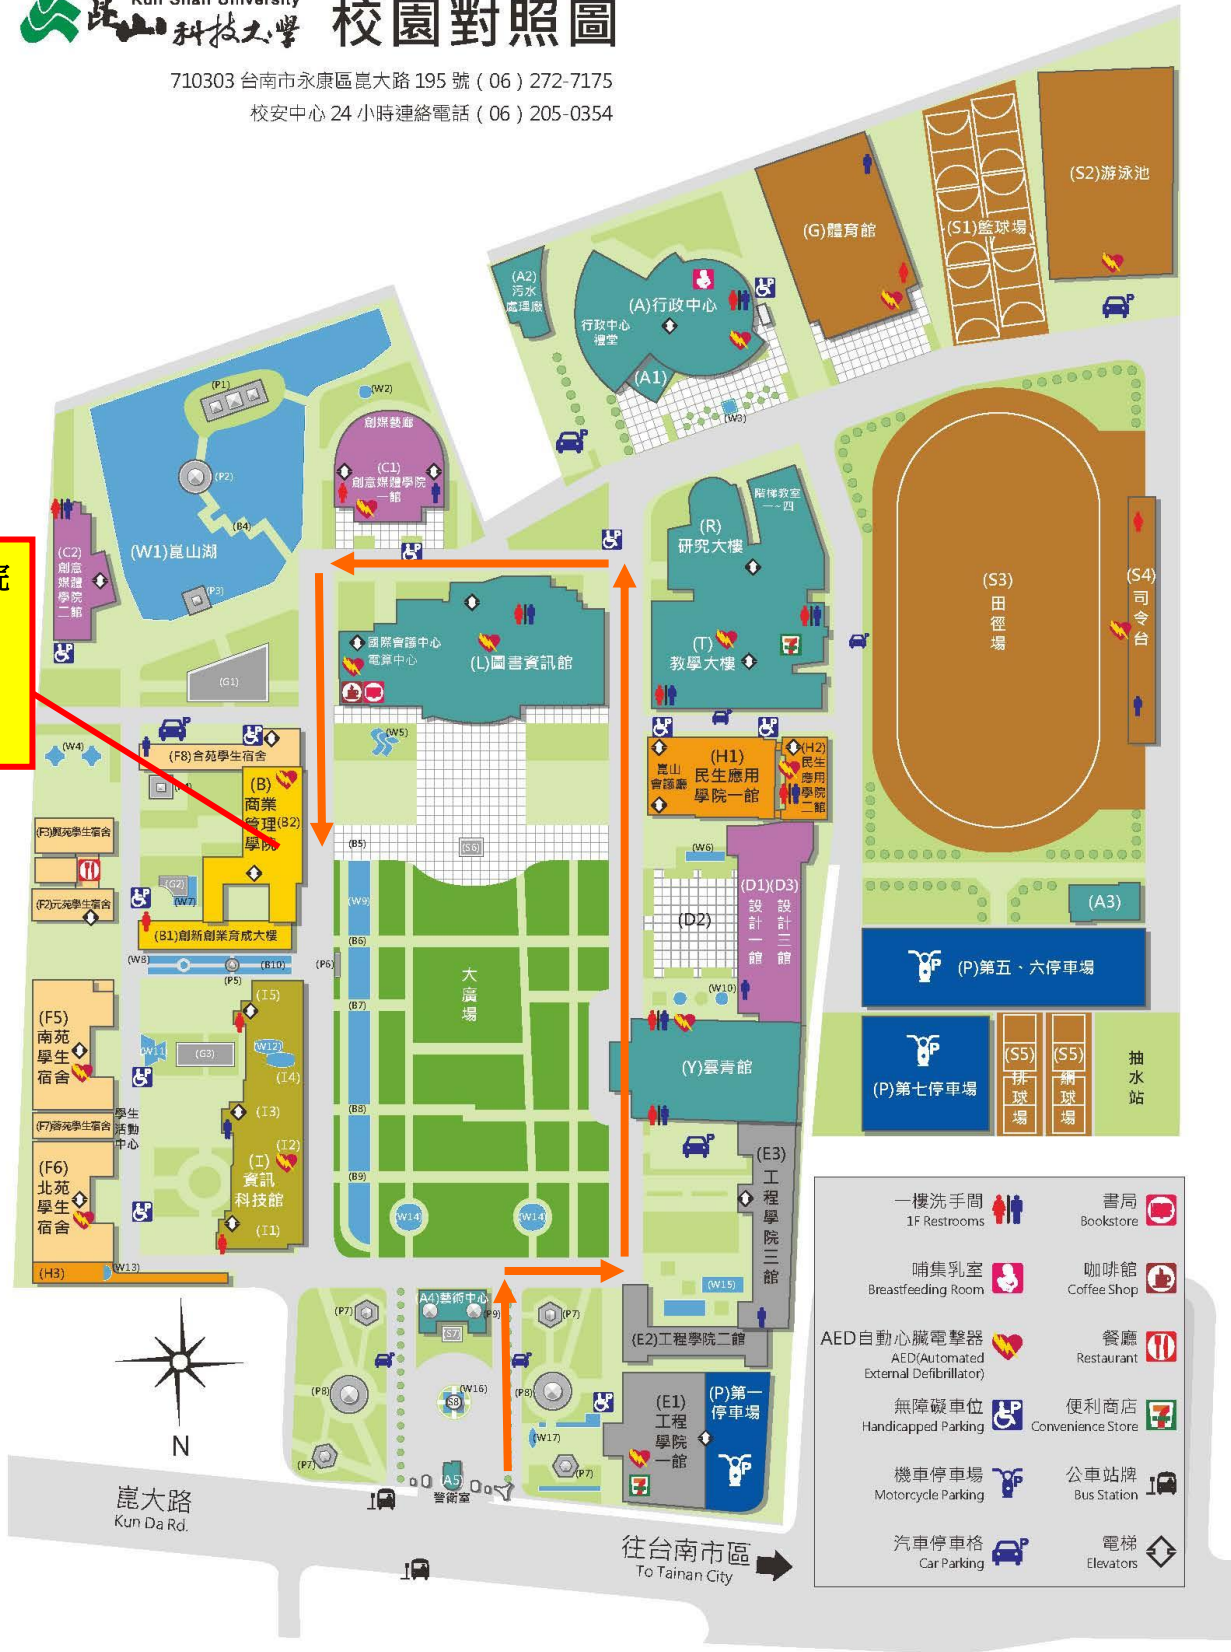 Kun Shan University
崑山科技大學
校園對照圖
710303 台南市永康區崑大路 195 號 ( 06 ) 272-7175
校安中心 24 小時連絡電話 ( 06 ) 205-0354
(S2)游泳池
(S1)籃球場
(G)體育館
(A2)
污水
處理廠
(A)行政中心
行政中心
禮堂
(A1)
(W3)
(P1)
(W2)
創媒藝廊
(C1)
創意媒體學院
一館
(P2)
(B4)
(W1)崑山湖
(P3)
(C2)
創意
媒體
學院
二館
院
階梯教室
一~四
(R)
研究大樓
(T)
教學大樓
(S3)
田
徑
場
(S4)
司
令
台
國際會議中心
電算中心
(L)圖書資訊館
(G1)
(W4)
(W5)
(F8)含苑學生宿舍
(B)
商業
管理
學院
(B2)
崑山
會議廳
(H1)
民生應用
學院一館
(H2)
民生
應用
學院
二館
(F3)興苑學生宿舍
(F2)元苑學生宿舍
(G2)
(W7)
(B1)創新創業育成大樓
(B5)
(S6)
(W6)
(D1)(D3)
設計一館
設計三館
(D2)
(A3)
(W9)
(B6)
(W8)
(P5)
(B10)
(P6)
大
廣
場
(W10)
(P)第五、六停車場
(F5)
南苑
學生
宿舍
(I5)
(B7)
(W11)
(G3)
(W12)
(I4)
(Y)雲青館
(P)第七停車場
(S5)
排
球
場
(S5)
網
球
場
抽
水
站
學生
活動
中心
(I3)
(B8)
(I2)
(F6)
北苑
學生
宿舍
(I)
資訊
科技館
(B9)
(E3)
工
程
學
院
三
館
(I1)
(W14)
(W14)
(H3)
(W13)
(W15)
(P7)
(A4)藝術中心
(P9)
(P7)
(S7)
(E2)工程學院二館
(P8)
(W16)
(S8)
(P8)
(E1)
工程
學院
一館
(P)第一
停車場
(W17)
(P7)
(A5)
警衛室
(P7)
N
崑大路
Kun Da Rd.
往台南市區
To Tainan City
一樓洗手間
1F Restrooms
書局
Bookstore
哺集乳室
Breastfeeding Room
咖啡館
Coffee Shop
AED自動心臟電擊器
AED(Automated
External Defibrillator)
餐廳
Restaurant
無障礙車位
Handicapped Parking
便利商店
Convenience Store
機車停車場
Motorcycle Parking
公車站牌
Bus Station
汽車停車格
Car Parking
電梯
Elevators